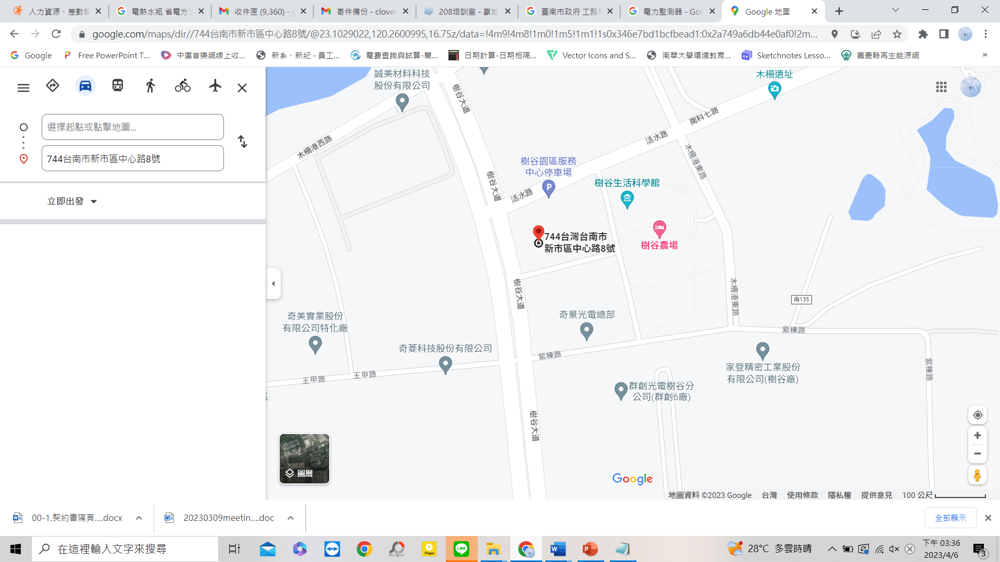 人力資源、差勤管
電熱水瓶 省電方法
收件匣 (9,360) - y
寄件備份 - clover
208培訓室 - 贏地
臺南市政府 工務局
電力監測器 - Goo
Google 地圖
google.com/maps/dir//744台南市新市區中心路8號/@23.1029022,120.2600995,16.75z/data=!4m9!4m8!1m0!1m5!1m1!1s0x346e7bd1bcfbead1:0x2a749a6db44e0af0!2m...
Google
Free PowerPoint T...
中廣音樂網線上收...
新系、新紀 - 員工...
電費查詢與試算-簡...
日期計算-日期相隔...
Vector Icons and S...
南華大學環境教育...
Sketchnotes Lesso...
嘉義縣再生能源網
»
選擇起點或點擊地圖...
744台南市新市區中心路8號
立即出發
誠美材料科技
股份有限公司
樹谷大道
木柵遺址
南科七路
活水路
木柵港西路
木柵港東路
樹谷園區服務
中心停車場
樹谷大道
活水路
樹谷生活科學館
744台灣台南市
新市區中心路8號
樹谷農場
樹谷大道
木柵港東路
南135
奇美實業股份
有限公司特化廠
奇景光電總部
紫棟路
奇菱科技股份有限公司
紫棟路
王甲路
王甲路
家登精密工業股份
有限公司(樹谷廠)
紫棟路
群創光電樹谷分
公司(群創6廠)
樹谷大道
圖層
Google
地圖資料 ©2023 Google
台灣
使用條款
隱私權
提供意見
100 公尺
00-1.契約書隔頁....docx
20230309meetin....doc
全部顯示
在這裡輸入文字來搜尋
Player
LINE
28°C 多雲時晴
下午 03:36
2023/4/6
3